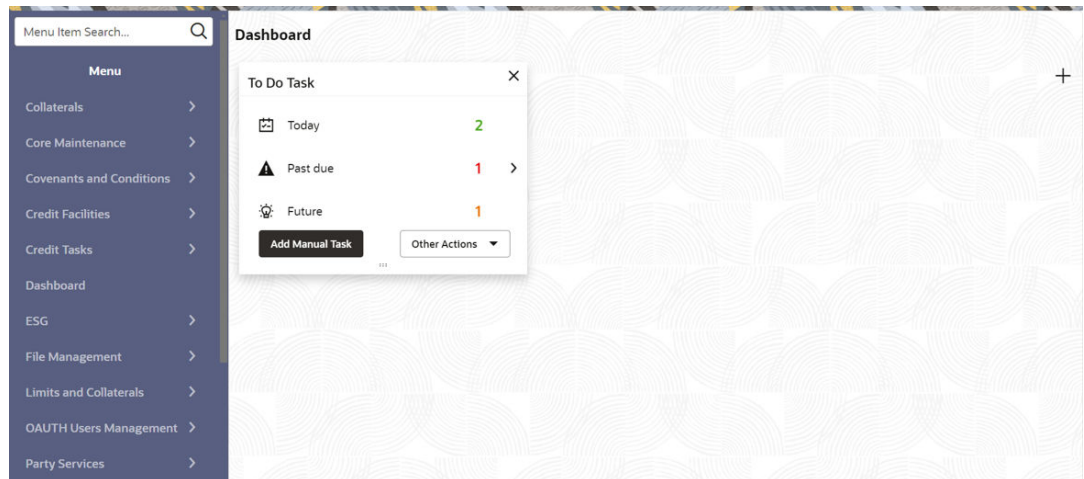 Menu Item Search...
Menu
Collaterals
Core Maintenance
Covenants and Conditions
Credit Facilities
Credit Tasks
Dashboard
ESG
File Management
Limits and Collaterals
OAUTH Users Management
Party Services
Dashboard
To Do Task
Today 2
Past due 1
Future 1
Add Manual Task Other Actions